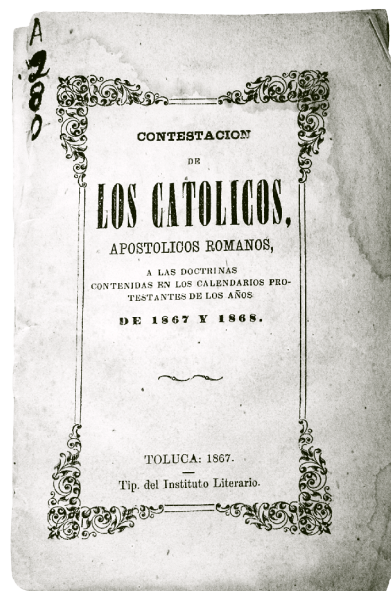 A
280
CONTESTACION
DE
LOS CATOLICOS,
APOSTOLICOS ROMANOS,
A LAS DOCTRINAS
CONTENIDAS EN LOS CALENDARIOS PRO-
TESTANTES DE LOS AÑOS
DE 1867 Y 1868.
TOLUCA: 1867.
Tip. del Instituto Literario.